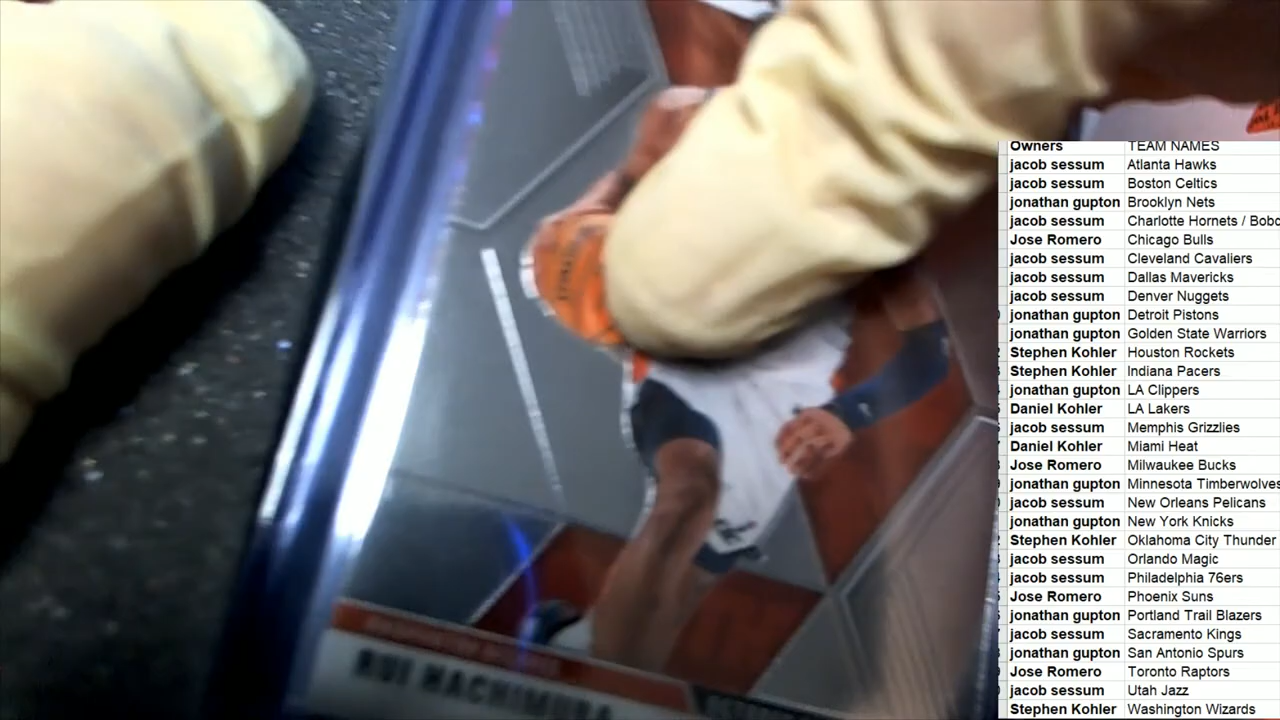 RUI HACHIMURA
Owners TEAM NAMES
jacob sessum Atlanta Hawks
jacob sessum Boston Celtics
jonathan gupton Brooklyn Nets
jacob sessum Charlotte Hornets / Bobc
Jose Romero Chicago Bulls
jacob sessum Cleveland Cavaliers
jacob sessum Dallas Mavericks
jacob sessum Denver Nuggets
jonathan gupton Detroit Pistons
jonathan gupton Golden State Warriors
Stephen Kohler Houston Rockets
Stephen Kohler Indiana Pacers
jonathan gupton LA Clippers
Daniel Kohler LA Lakers
jacob sessum Memphis Grizzlies
Daniel Kohler Miami Heat
Jose Romero Milwaukee Bucks
jonathan gupton Minnesota Timberwolves
jacob sessum New Orleans Pelicans
jonathan gupton New York Knicks
Stephen Kohler Oklahoma City Thunder
jacob sessum Orlando Magic
jacob sessum Philadelphia 76ers
Jose Romero Phoenix Suns
jonathan gupton Portland Trail Blazers
jacob sessum Sacramento Kings
jonathan gupton San Antonio Spurs
Jose Romero Toronto Raptors
jacob sessum Utah Jazz
Stephen Kohler Washington Wizards